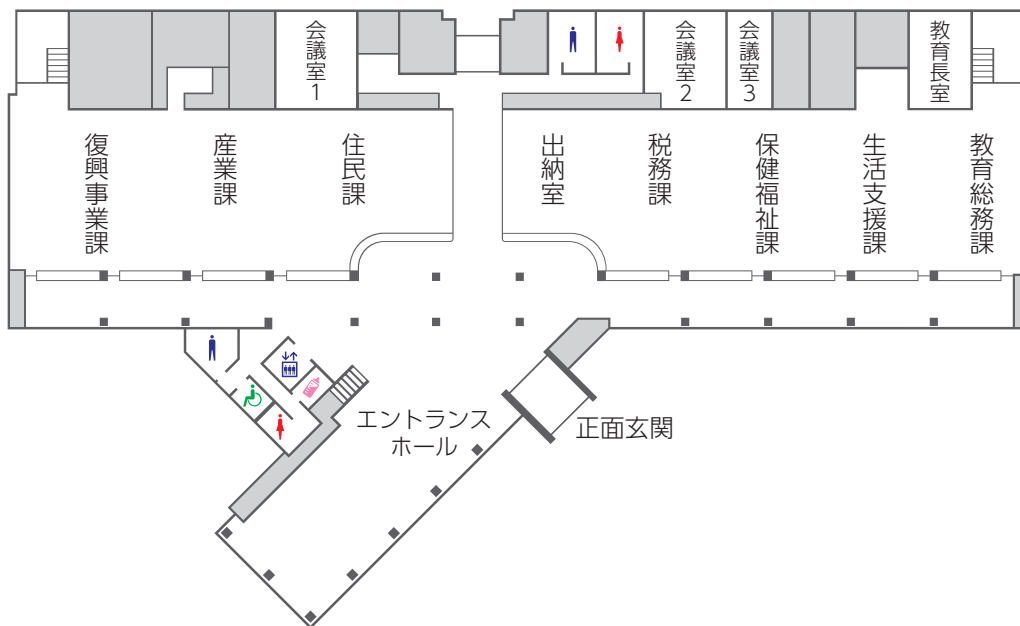 会議室1
会議室2
会議室3
教育長室
復興事業課
産業課
住民課
出納室
税務課
保健福祉課
生活支援課
教育総務課
エントランス
ホール
正面玄関